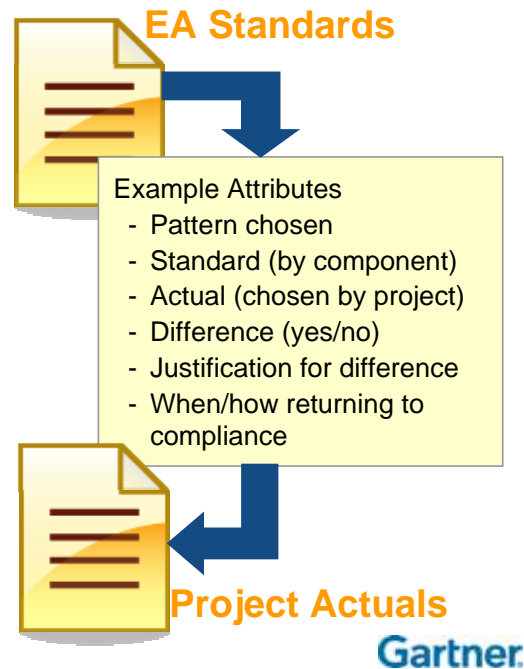 EA Standards
Example Attributes
- Pattern chosen
- Standard (by component)
- Actual (chosen by project)
- Difference (yes/no)
- Justification for difference
- When/how returning to
compliance
Project Actuals
Gartner